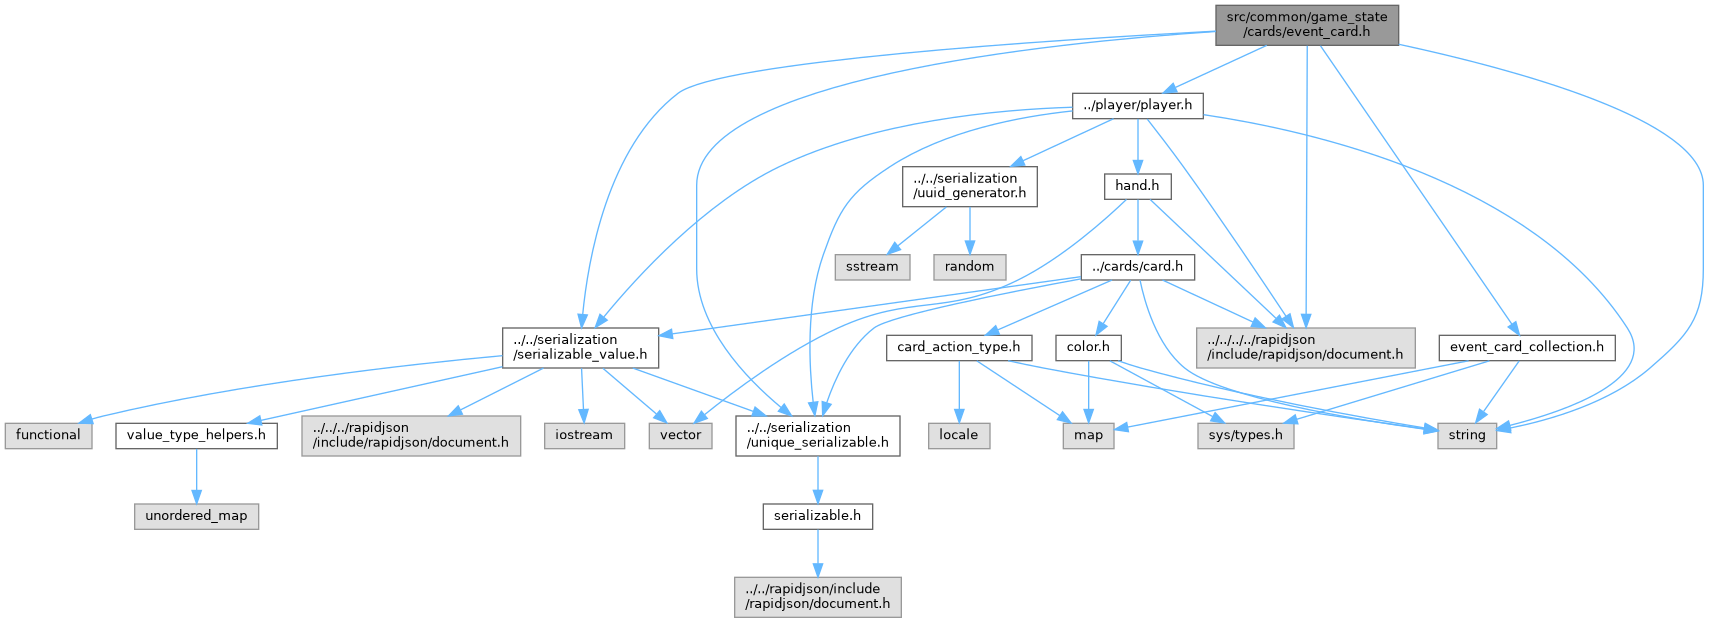 src/common/game_state
/cards/event_card.h
../player/player.h
../../serialization
/uuid_generator.h
hand.h
sstream
random
../cards/card.h
../../serialization
/serializable_value.h
card_action_type.h
color.h
../../../../rapidjson
/include/rapidjson/document.h
event_card_collection.h
functional
value_type_helpers.h
../../../rapidjson
/include/rapidjson/document.h
iostream
vector
../../serialization
/unique_serializable.h
locale
map
sys/types.h
string
unordered_map
serializable.h
../../rapidjson/include
/rapidjson/document.h